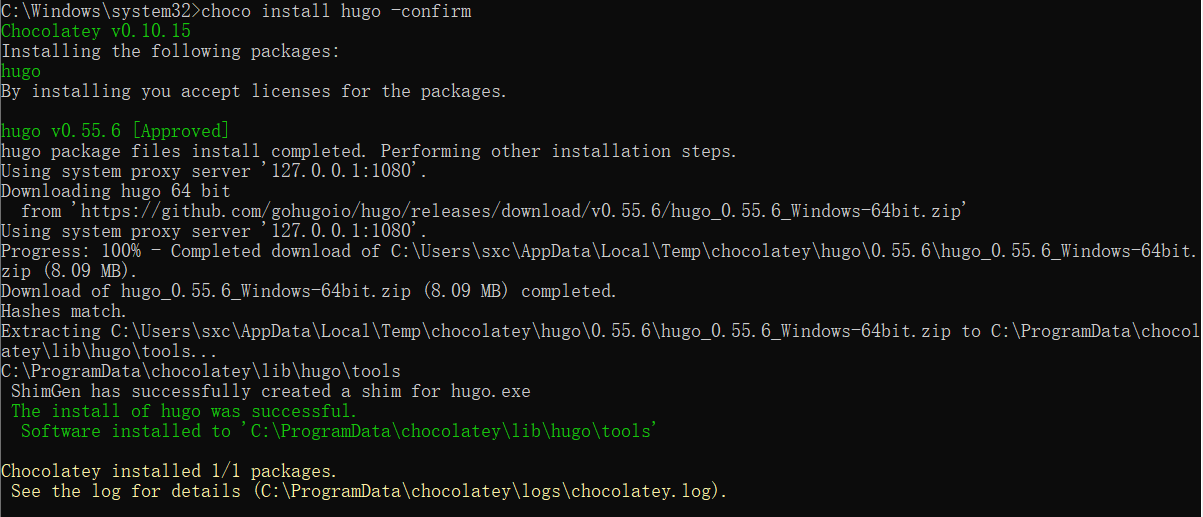 C:\Windows\system32>choco install hugo -confirm
Chocolatey v0.10.15
Installing the following packages:
hugo
By installing you accept licenses for the packages.
hugo v0.55.6 [Approved]
hugo package files install completed. Performing other installation steps.
Using system proxy server '127.0.0.1:1080'.
Downloading hugo 64 bit
  from 'https://github.com/gohugoio/hugo/releases/download/v0.55.6/hugo_0.55.6_Windows-64bit.zip'
Using system proxy server '127.0.0.1:1080'.
Progress: 100% - Completed download of C:\Users\sxc\AppData\Local\Temp\chocolatey\hugo\0.55.6\hugo_0.55.6_Windows-64bit.
zip (8.09 MB).
Download of hugo_0.55.6_Windows-64bit.zip (8.09 MB) completed.
Hashes match.
Extracting C:\Users\sxc\AppData\Local\Temp\chocolatey\hugo\0.55.6\hugo_0.55.6_Windows-64bit.zip to C:\ProgramData\chocol
atey\lib\hugo\tools...
C:\ProgramData\chocolatey\lib\hugo\tools
 ShimGen has successfully created a shim for hugo.exe
 The install of hugo was successful.
  Software installed to 'C:\ProgramData\chocolatey\lib\hugo\tools'
Chocolatey installed 1/1 packages.
 See the log for details (C:\ProgramData\chocolatey\logs\chocolatey.log).